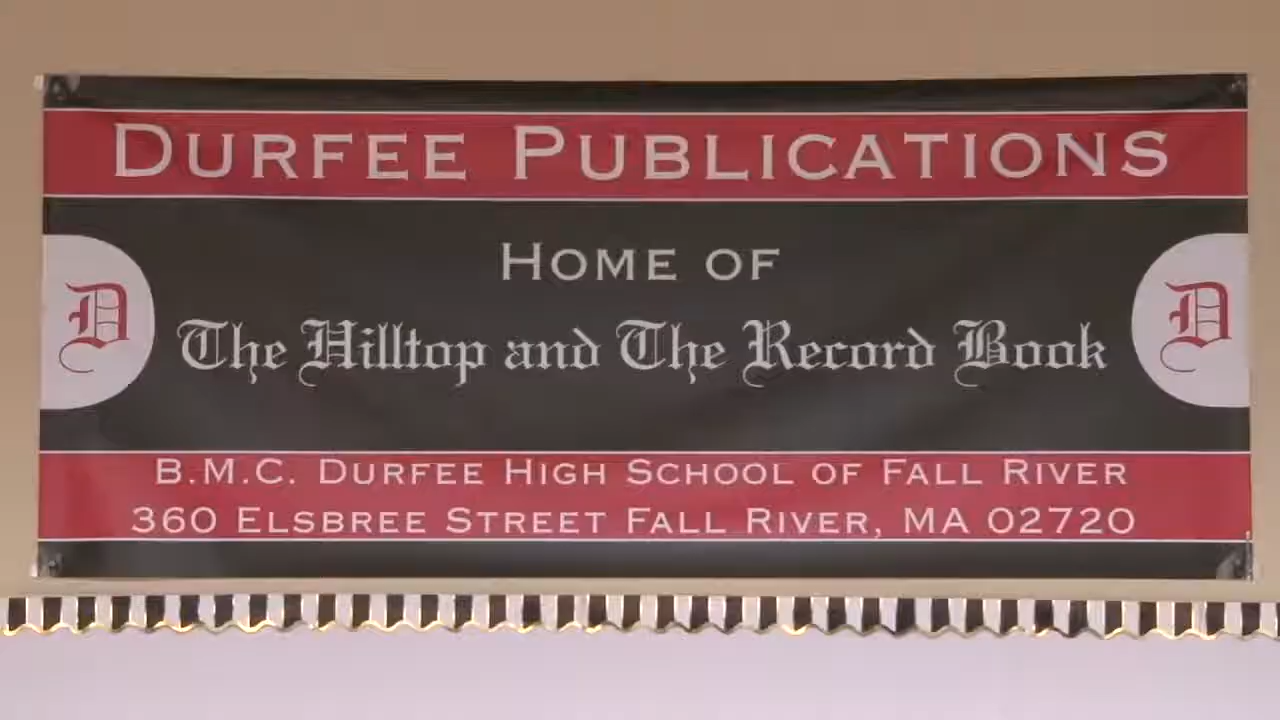 DURFEE PUBLICATIONS
HOME OF
D The Hilltop and The Record Book D
B.M.C. DURFEE HIGH SCHOOL OF FALL RIVER
360 ELSBREE STREET FALL RIVER, MA 02720